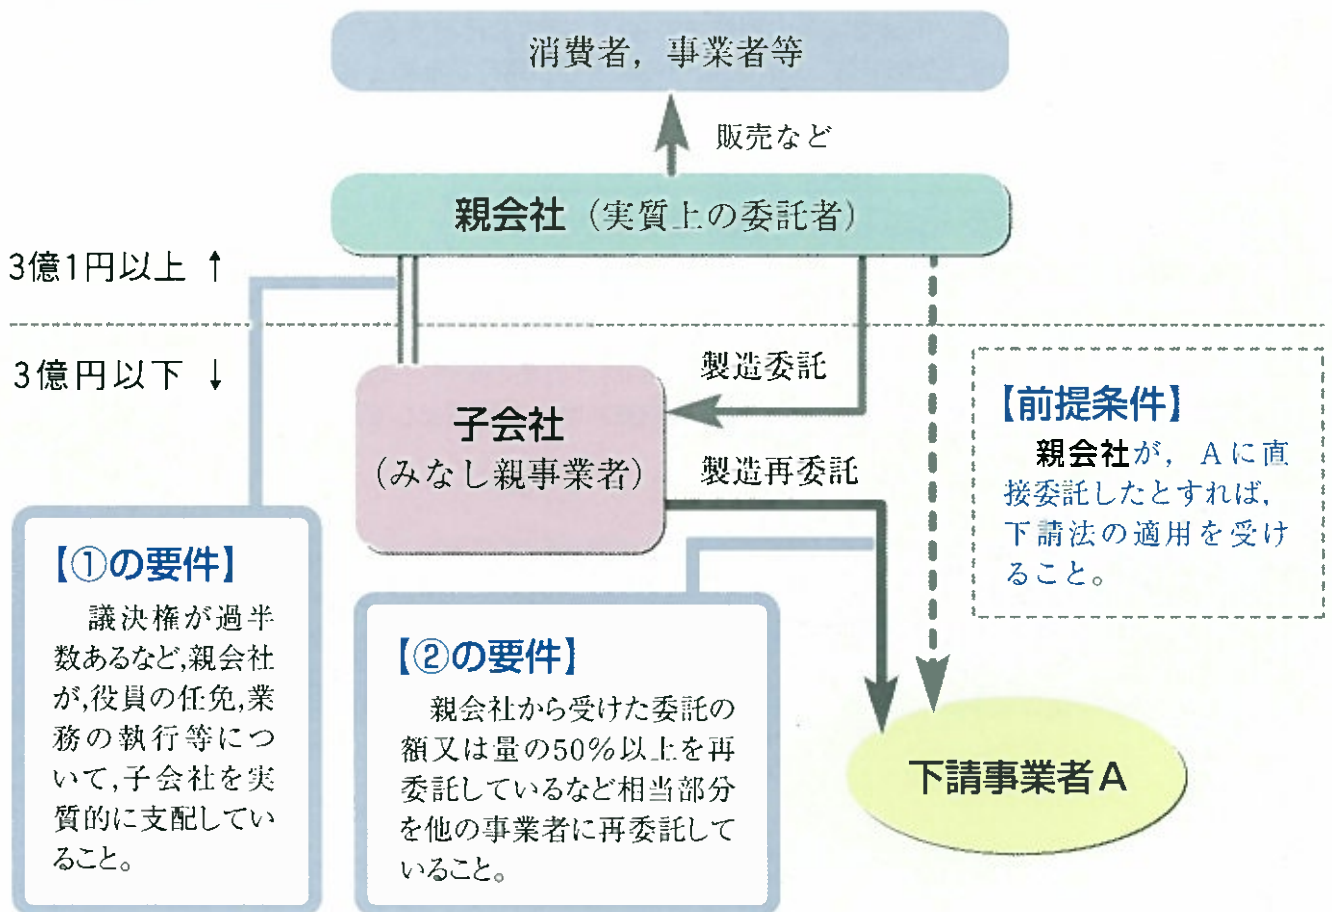 消費者，事業者等
販売など
親会社（実質上の委託者）
3億1円以上 ↑
3億円以下 ↓
製造委託
子会社
（みなし親事業者）
製造再委託
【前提条件】
親会社が，Aに直
接委託したとすれば，
下請法の適用を受け
ること。
【①の要件】
議決権が過半
数あるなど,親会社
が,役員の任免,業
務の執行等につ
いて,子会社を実
質的に支配してい
ること。
【②の要件】
親会社から受けた委託の
額又は量の50%以上を再
委託しているなど相当部分
を他の事業者に再委託して
いること。
下請事業者A